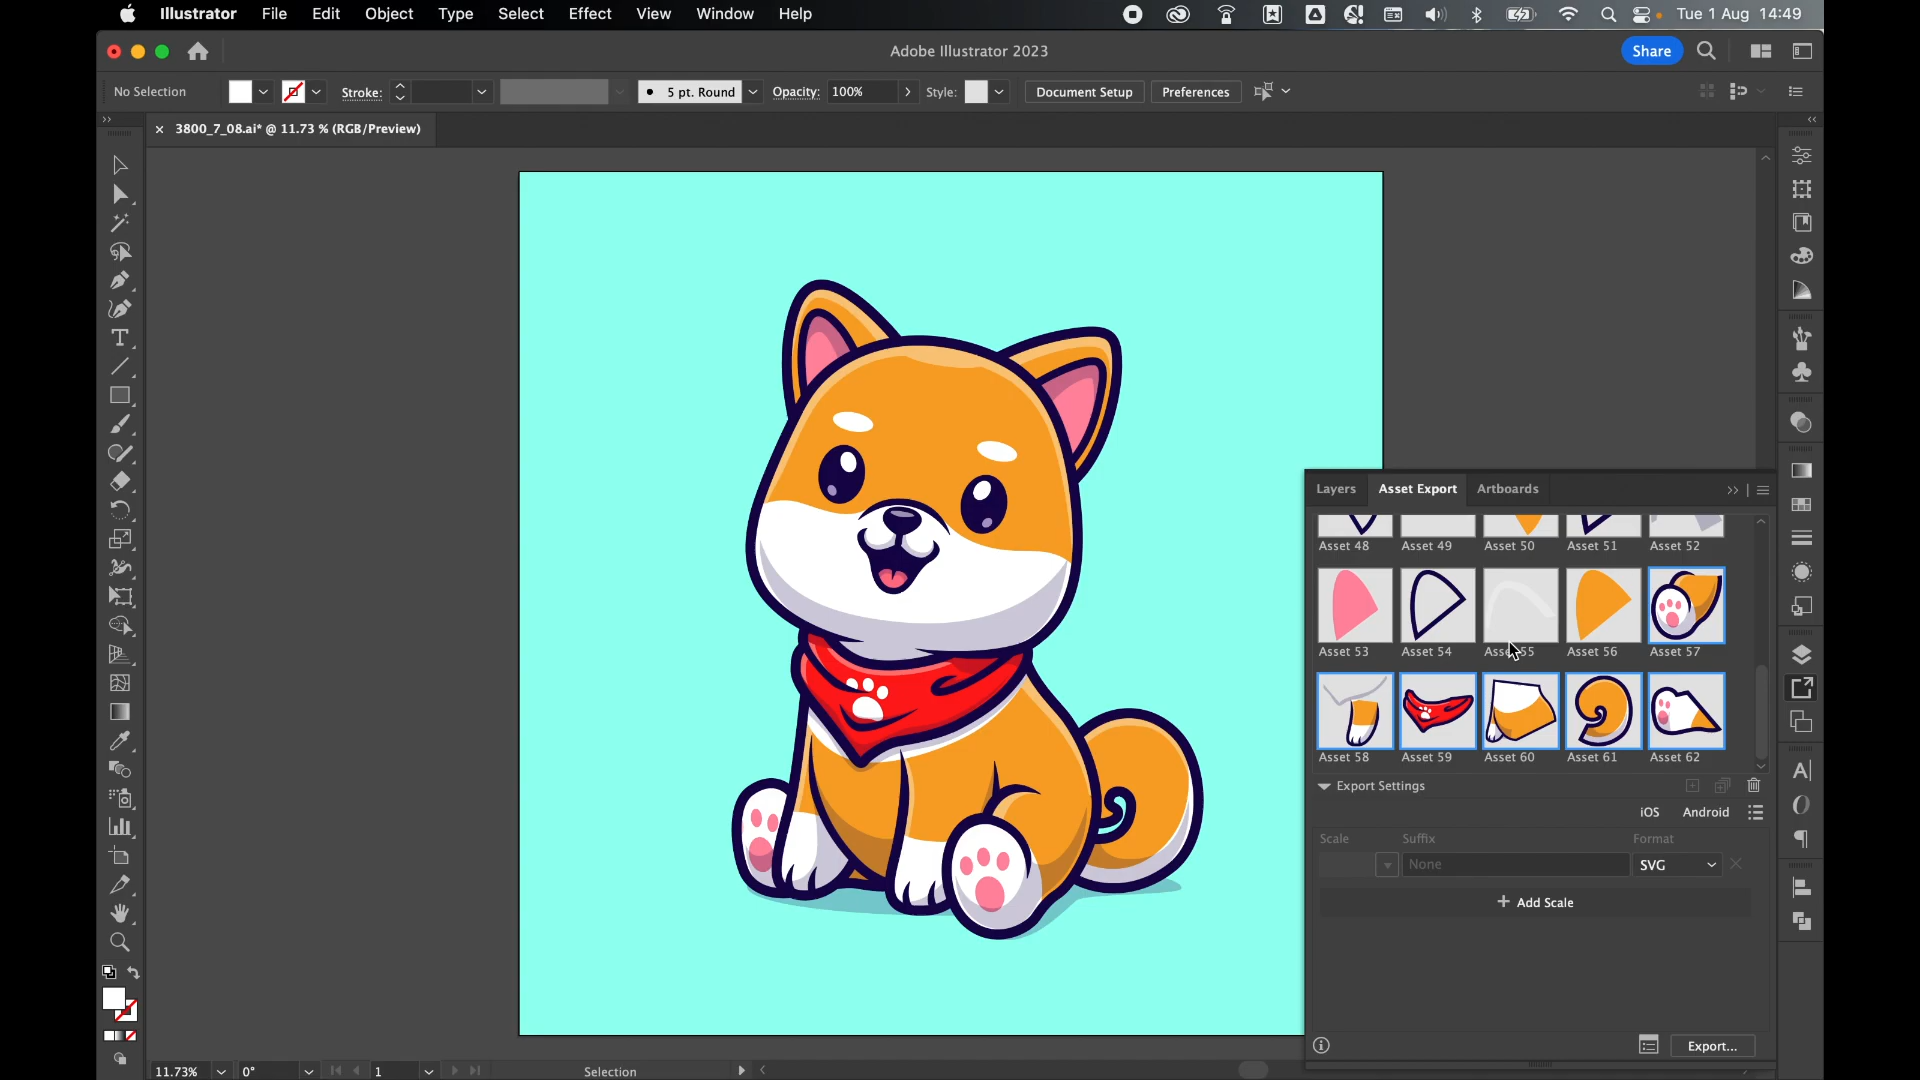 Illustrator File Edit Object Type Select Effect View Window Help Tue 1 Aug 14:49
Adobe Illustrator 2023 Share
No Selection Stroke: 5 pt. Round Opacity: 100% Style: Document Setup Preferences
3800_7_08.ai* @ 11.73 % (RGB/Preview)
Layers Asset Export Artboards
Asset 48 Asset 49 Asset 50 Asset 51 Asset 52
Asset 53 Asset 54 Asset 55 Asset 56 Asset 57
Asset 58 Asset 59 Asset 60 Asset 61 Asset 62
Export Settings
iOS Android
Scale Suffix Format
None SVG
+ Add Scale
Export...
11.73% 0° 1 Selection